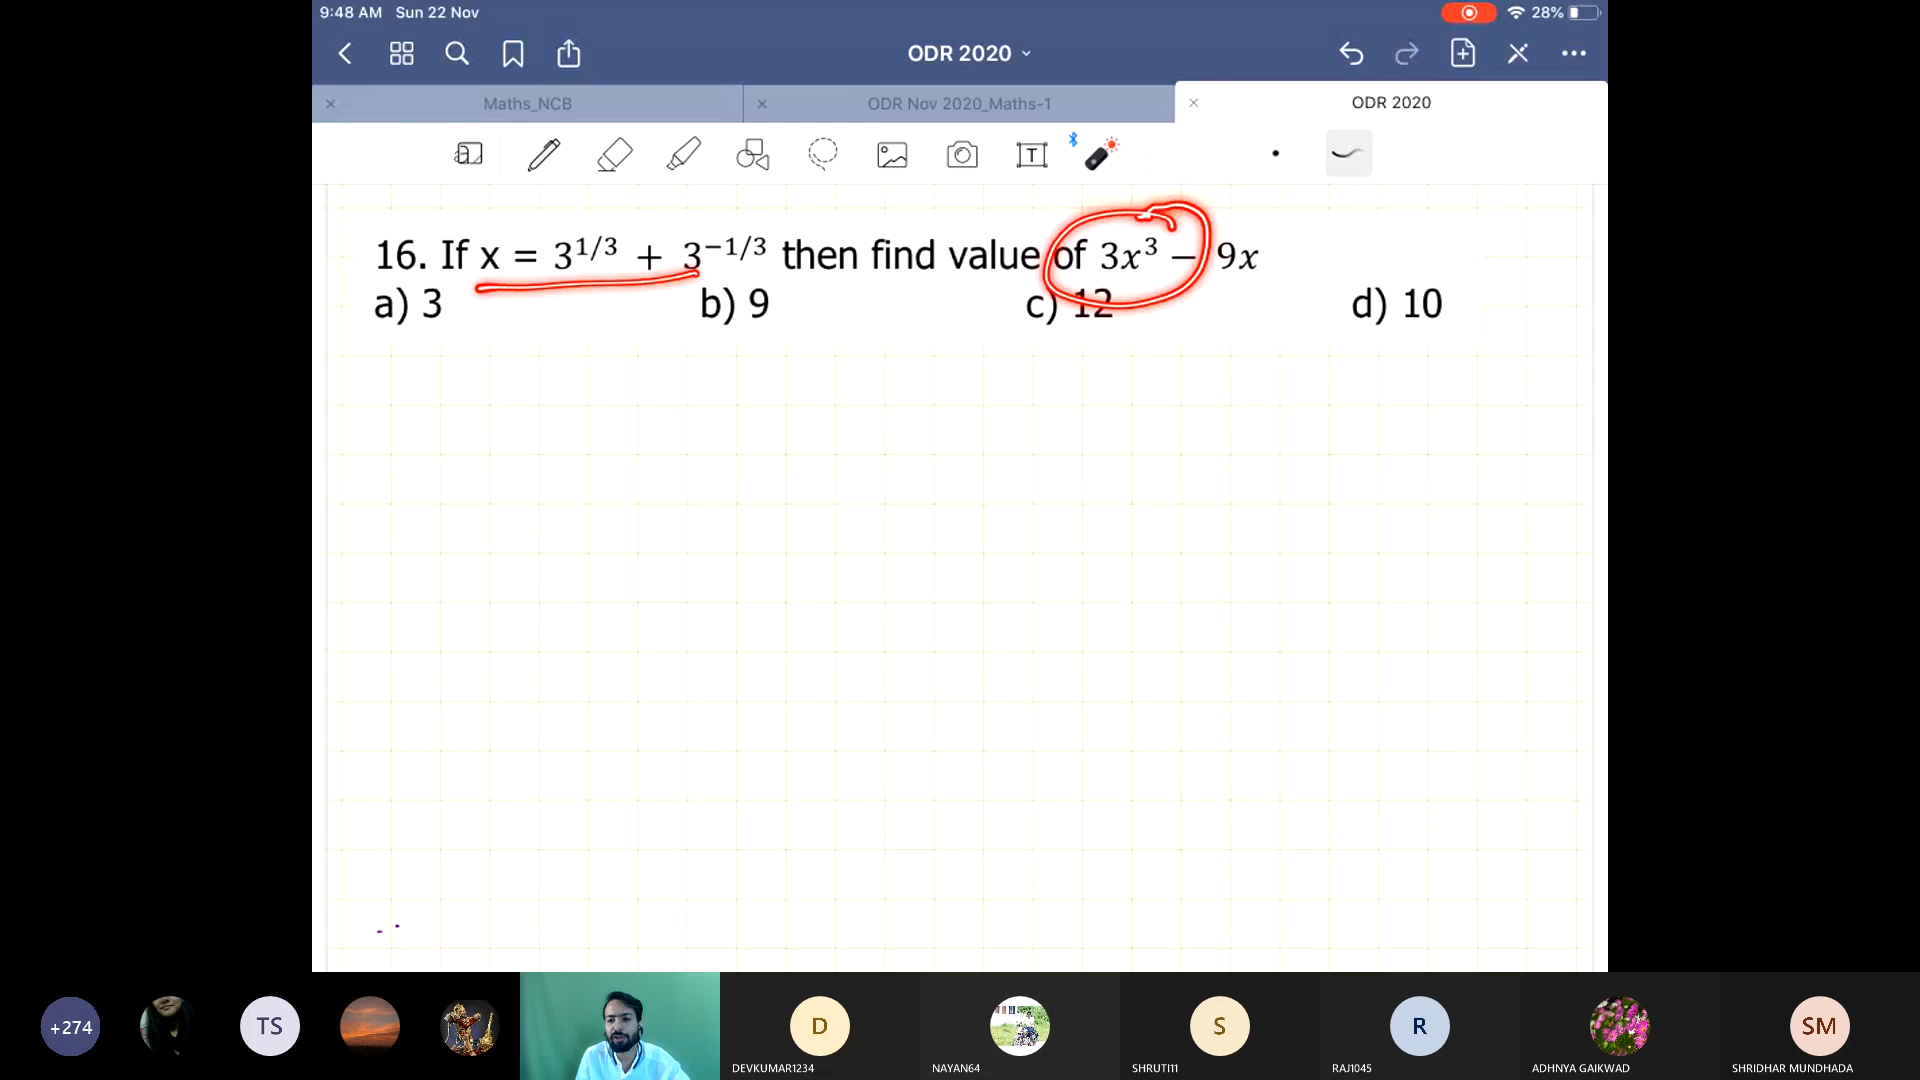 9:48 AM Sun 22 Nov
28%
ODR 2020
Maths_NCB
ODR Nov 2020_Maths-1
ODR 2020
T
16. If x = 3^{1/3} + 3^{−1/3} then find value of 3x³ − 9x
a) 3 b) 9 c) 12 d) 10
+274
TS
D
S
R
SM
DEVKUMAR1234
NAYAN64
SHRUTI11
RAJ1045
ADHNYA GAIKWAD
SHRIDHAR MUNDHADA